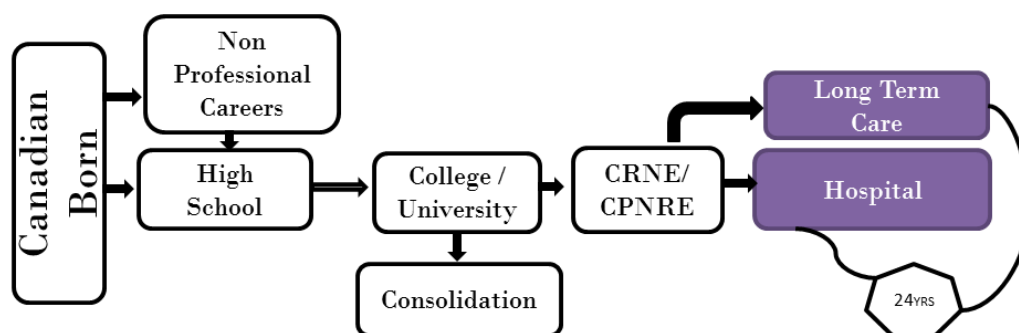 Canadian
Born
Non
Professional
Careers
High
School
College /
University
Consolidation
CRNE/
CPNRE
Long Term
Care
Hospital
24YRS